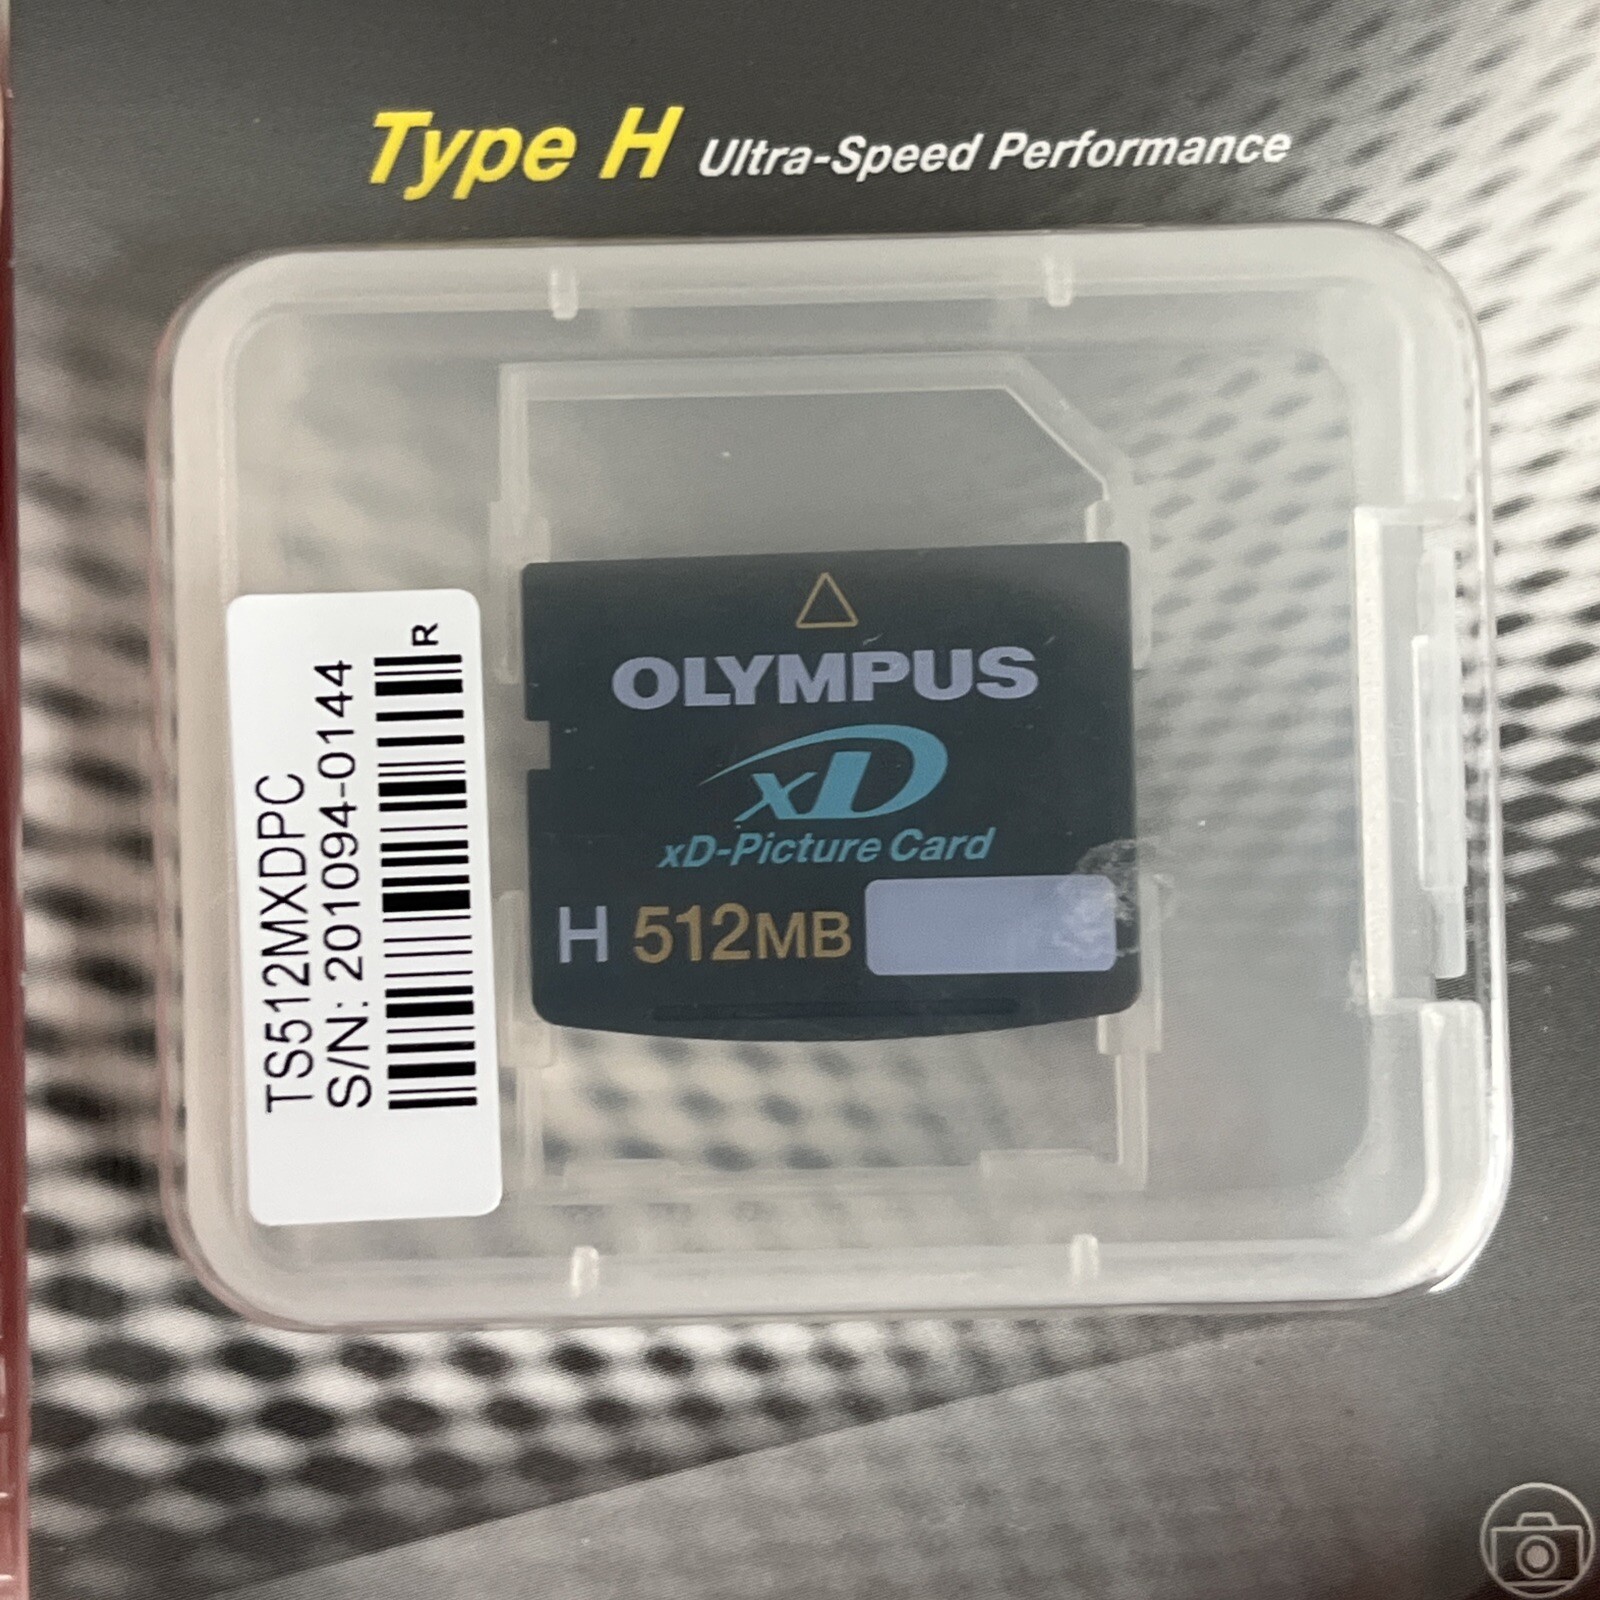 Type H Ultra-Speed Performance
TS512MXDPC
S/N: 201094-0144
R
OLYMPUS
xD
xD-Picture Card
H 512MB